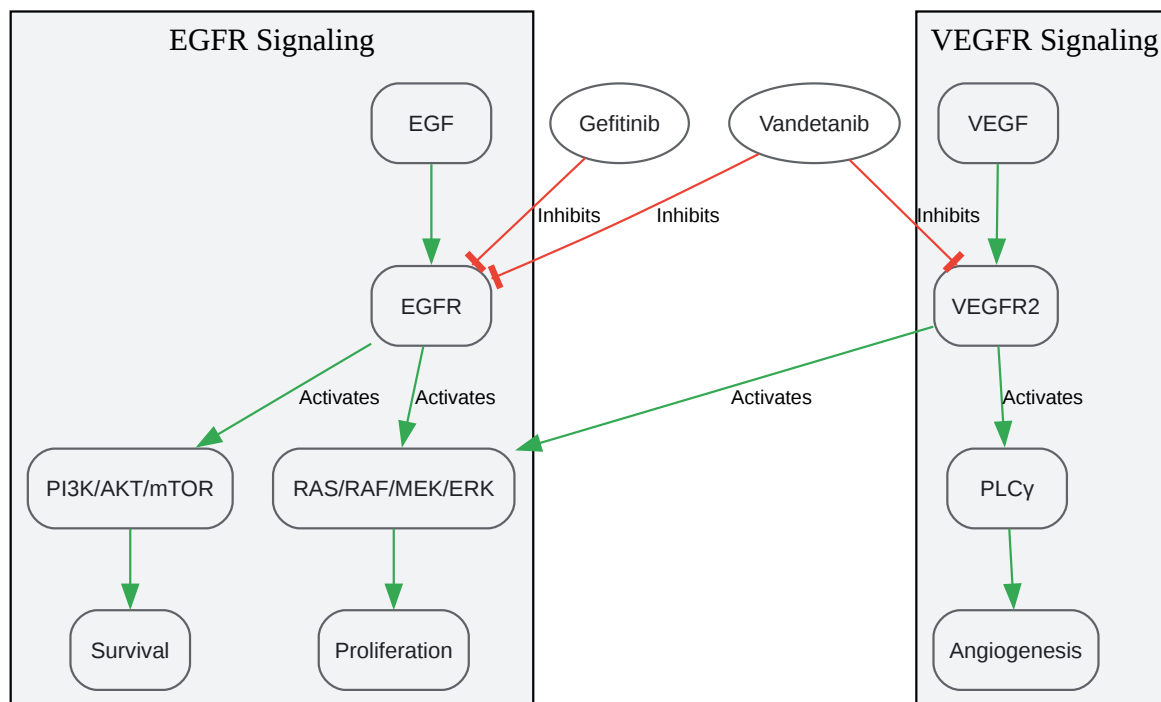 EGFR Signaling
VEGFR Signaling
EGF
Gefitinib
Vandetanib
VEGF
Inhibits
Inhibits
Inhibits
EGFR
VEGFR2
Activates
Activates
Activates
Activates
PI3K/AKT/mTOR
RAS/RAF/MEK/ERK
PLCγ
Survival
Proliferation
Angiogenesis